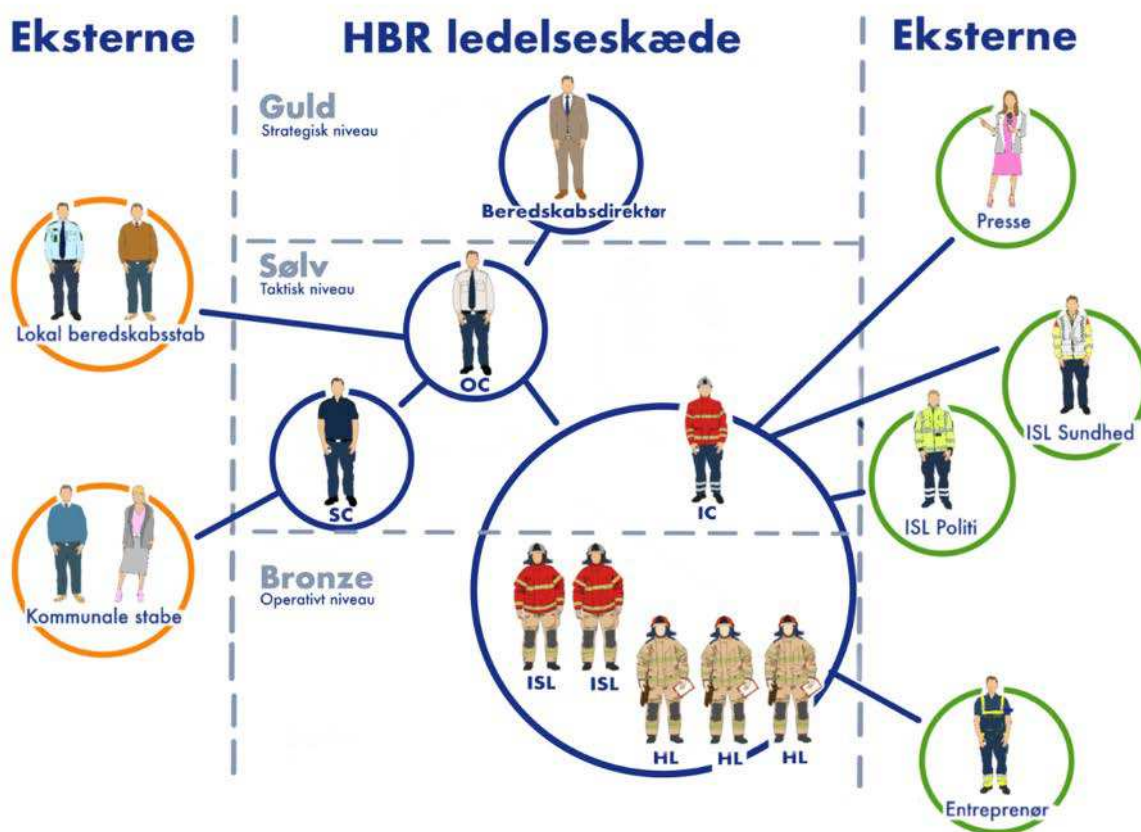 Eksterne
HBR ledelseskæde
Eksterne
Guld
Strategisk niveau
Beredskabsdirektør
Presse
Sølv
Taktisk niveau
Lokal beredskabsstab
OC
ISL Sundhed
SC
IC
ISL Politi
Bronze
Operativt niveau
Kommunale stabe
ISL
ISL
HL
HL
HL
Entreprenør